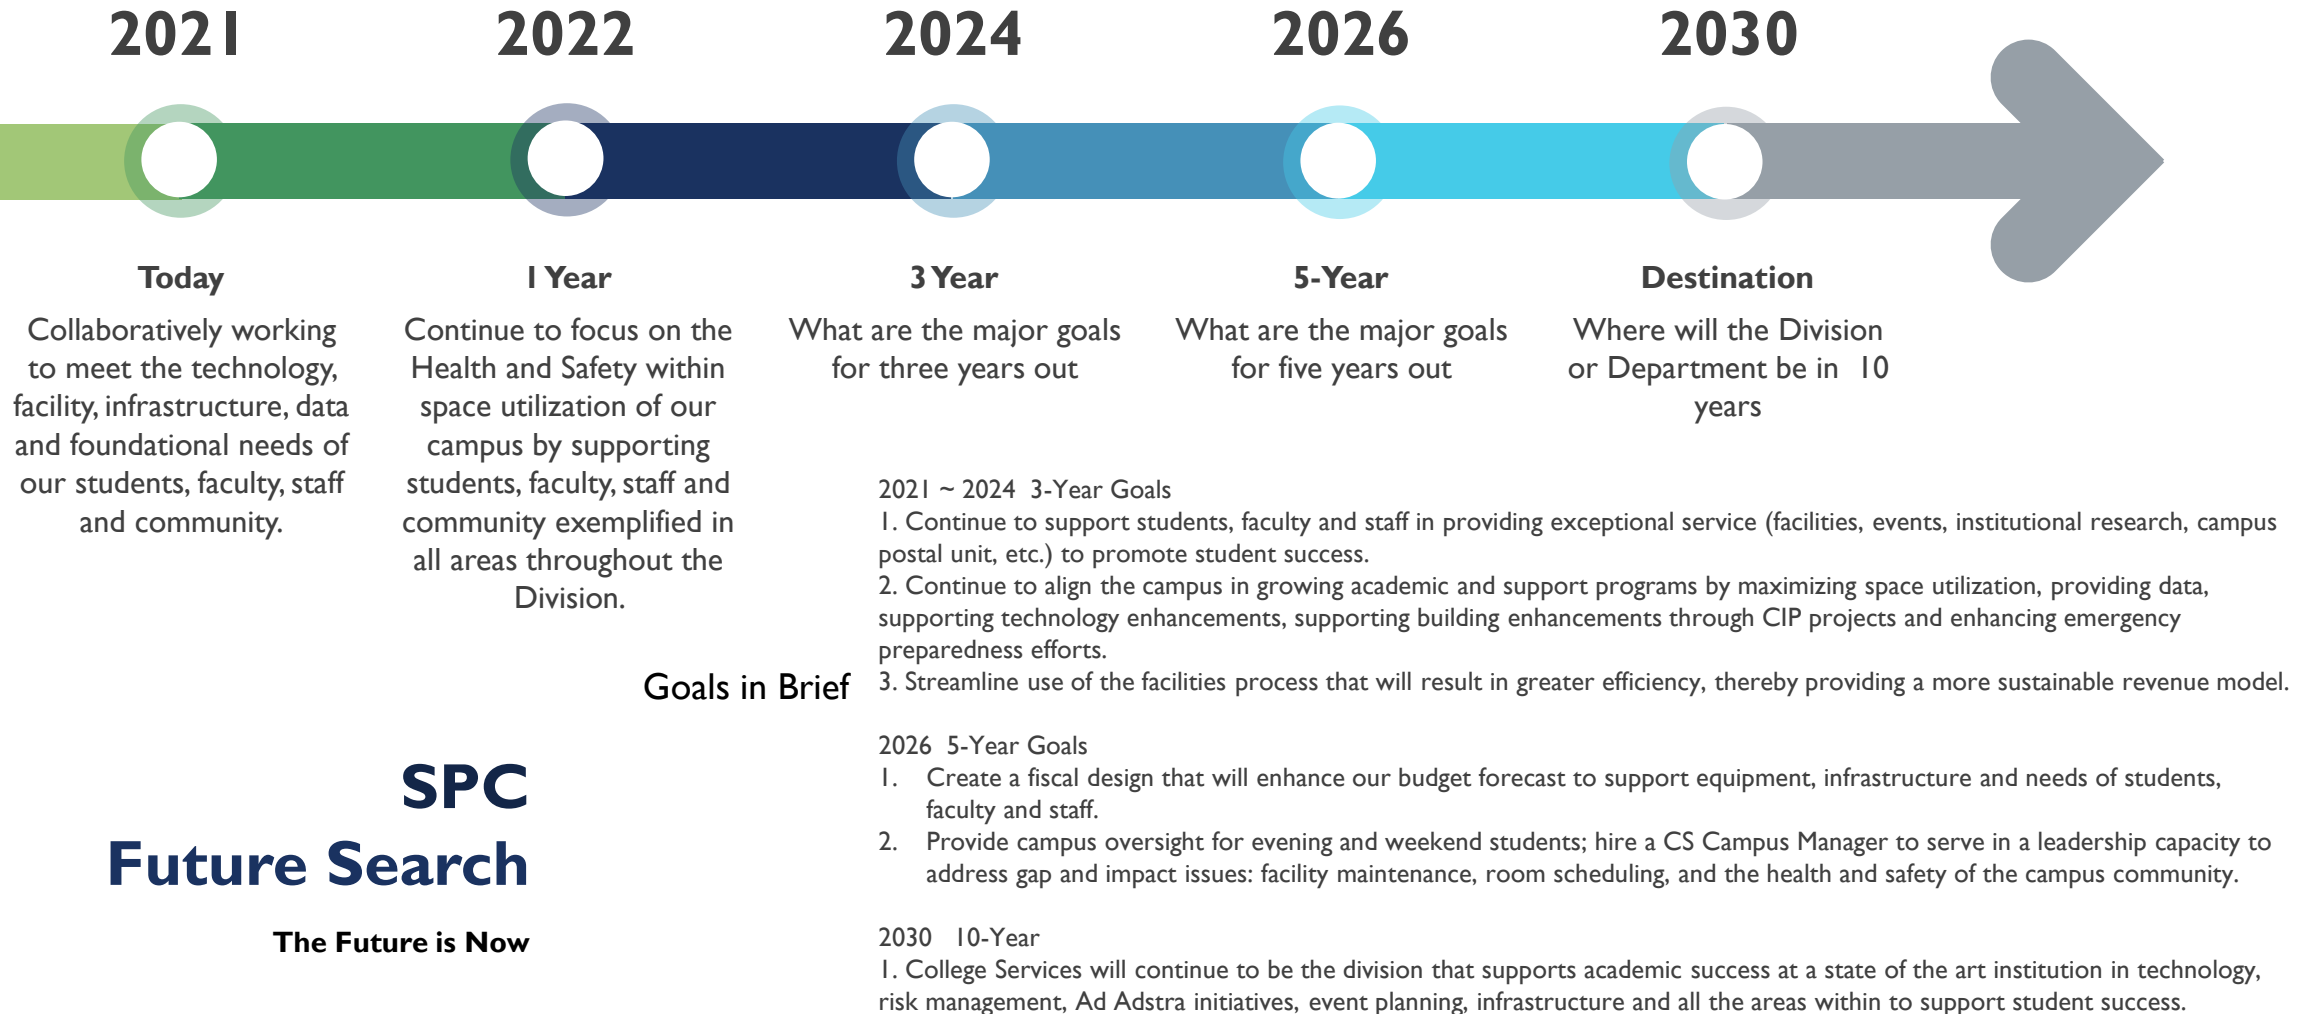 2021
2022
2024
2026
2030
Today
Collaboratively working
to meet the technology,
facility, infrastructure, data
and foundational needs of
our students, faculty, staff
and community.
1 Year
Continue to focus on the
Health and Safety within
space utilization of our
campus by supporting
students, faculty, staff and
community exemplified in
all areas throughout the
Division.
3 Year
What are the major goals
for three years out
5-Year
What are the major goals
for five years out
Destination
Where will the Division
or Department be in 10
years
Goals in Brief
2021 ~ 2024 3-Year Goals
1. Continue to support students, faculty and staff in providing exceptional service (facilities, events, institutional research, campus
postal unit, etc.) to promote student success.
2. Continue to align the campus in growing academic and support programs by maximizing space utilization, providing data,
supporting technology enhancements, supporting building enhancements through CIP projects and enhancing emergency
preparedness efforts.
3. Streamline use of the facilities process that will result in greater efficiency, thereby providing a more sustainable revenue model.
2026 5-Year Goals
1. Create a fiscal design that will enhance our budget forecast to support equipment, infrastructure and needs of students,
faculty and staff.
2. Provide campus oversight for evening and weekend students; hire a CS Campus Manager to serve in a leadership capacity to
address gap and impact issues: facility maintenance, room scheduling, and the health and safety of the campus community.
2030 10-Year
1. College Services will continue to be the division that supports academic success at a state of the art institution in technology,
risk management, Ad Adstra initiatives, event planning, infrastructure and all the areas within to support student success.
SPC
Future Search
The Future is Now